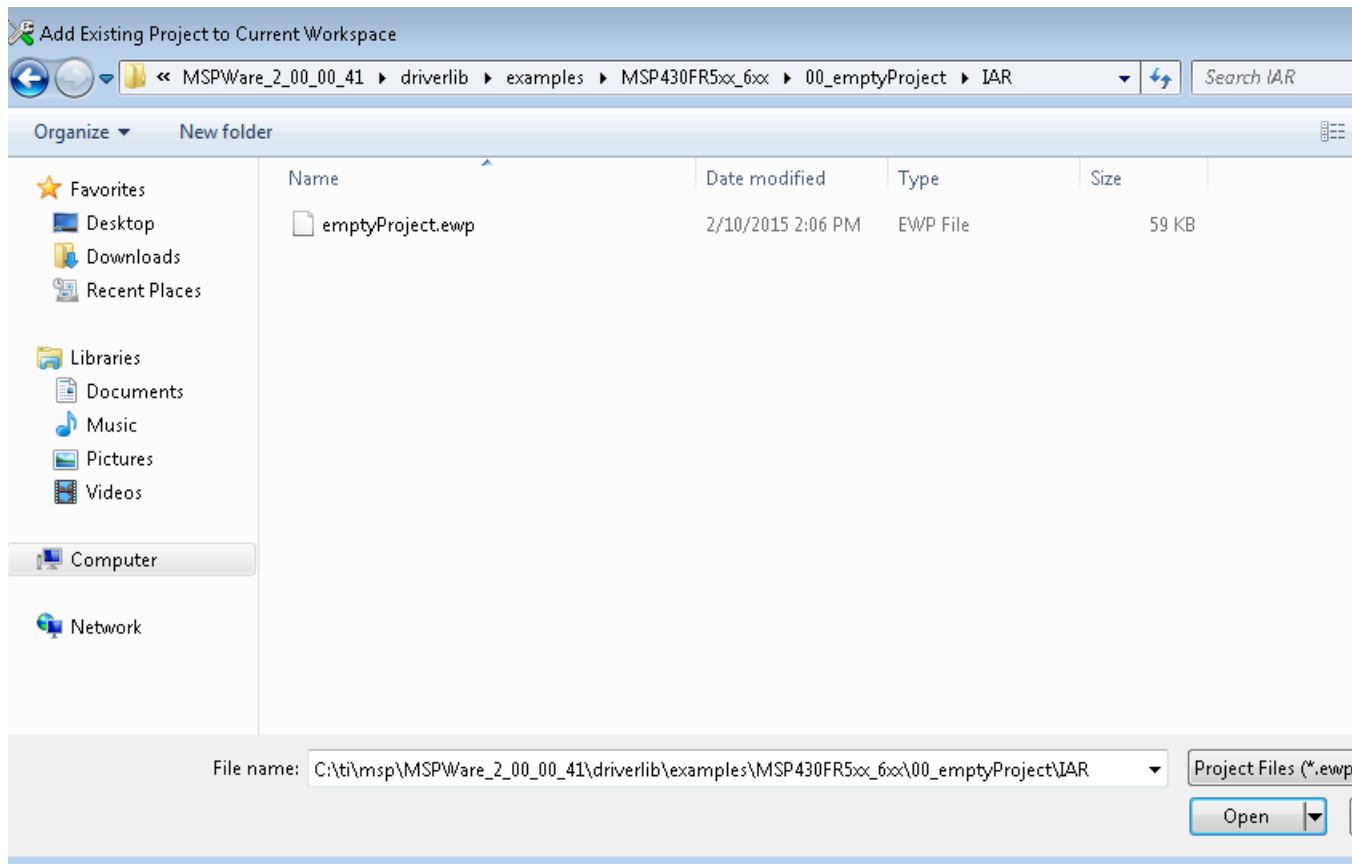 Add Existing Project to Current Workspace
« MSPWare_2_00_00_41 ▸ driverlib ▸ examples ▸ MSP430FR5xx_6xx ▸ 00_emptyProject ▸ IAR
Search IAR
Organize New folder
Favorites
Desktop
Downloads
Recent Places
Libraries
Documents
Music
Pictures
Videos
Computer
Network
Name Date modified Type Size
emptyProject.ewp 2/10/2015 2:06 PM EWP File 59 KB
File name: C:\ti\msp\MSPWare_2_00_00_41\driverlib\examples\MSP430FR5xx_6xx\00_emptyProject\IAR
Project Files (*.ewp
Open